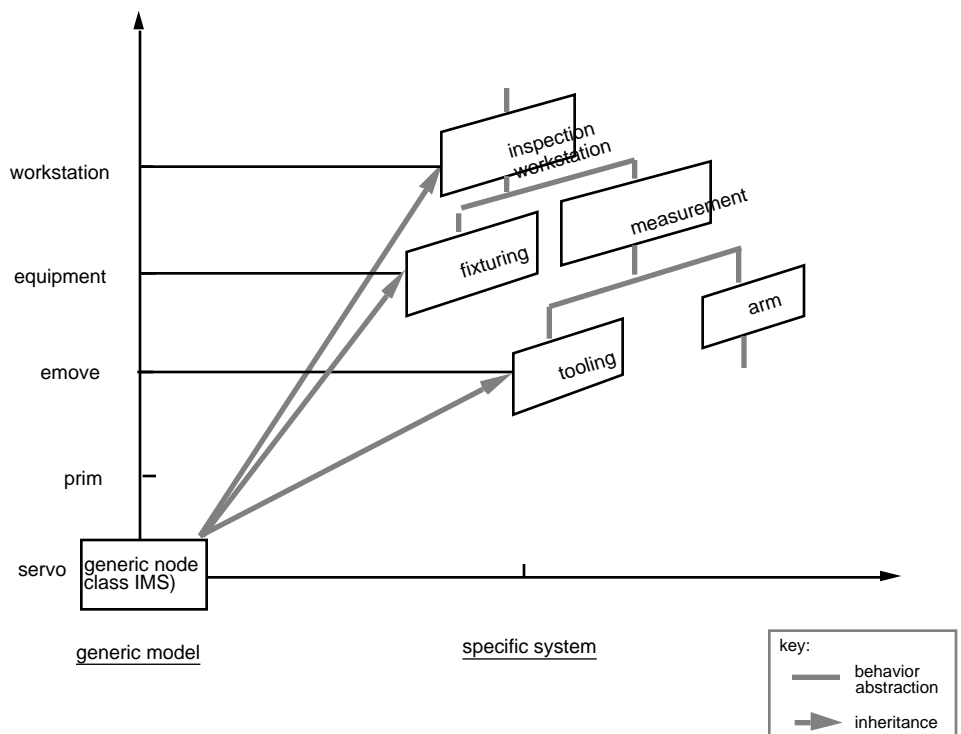 inspection
workstation
workstation
measurement
fixturing
equipment
arm
tooling
emove
prim
servo
generic node
class IMS)
generic model
specific system
key:
behavior
abstraction
inheritance